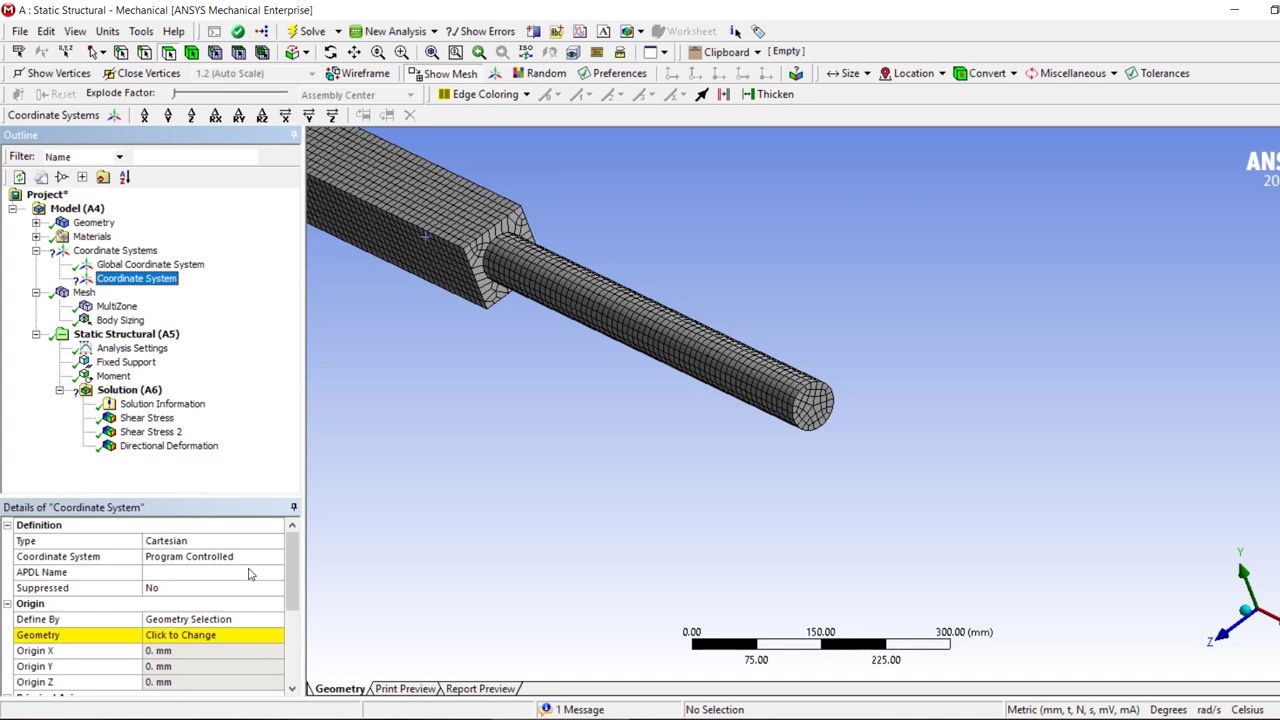 A : Static Structural - Mechanical [ANSYS Mechanical Enterprise]
File Edit View Units Tools Help Solve New Analysis Show Errors Worksheet
Clipboard [Empty]
Show Vertices Close Vertices 1.2 (Auto Scale) Wireframe Show Mesh Random Preferences Size Location Convert Miscellaneous Tolerances
Reset Explode Factor: Assembly Center Edge Coloring Thicken
Coordinate Systems X Y Z RX RY RZ X Y Z
Outline
Filter: Name
Project*
Model (A4)
Geometry
Materials
Coordinate Systems
Global Coordinate System
Coordinate System
Mesh
MultiZone
Body Sizing
Static Structural (A5)
Analysis Settings
Fixed Support
Moment
Solution (A6)
Solution Information
Shear Stress
Shear Stress 2
Directional Deformation
Details of "Coordinate System"
Definition
Type Cartesian
Coordinate System Program Controlled
APDL Name
Suppressed No
Origin
Define By Geometry Selection
Geometry Click to Change
Origin X 0. mm
Origin Y 0. mm
Origin Z 0. mm
ANS
20
Y
Z
0.00 150.00 300.00 (mm)
75.00 225.00
Geometry Print Preview Report Preview
1 Message No Selection Metric (mm, t, N, s, mV, mA) Degrees rad/s Celsius